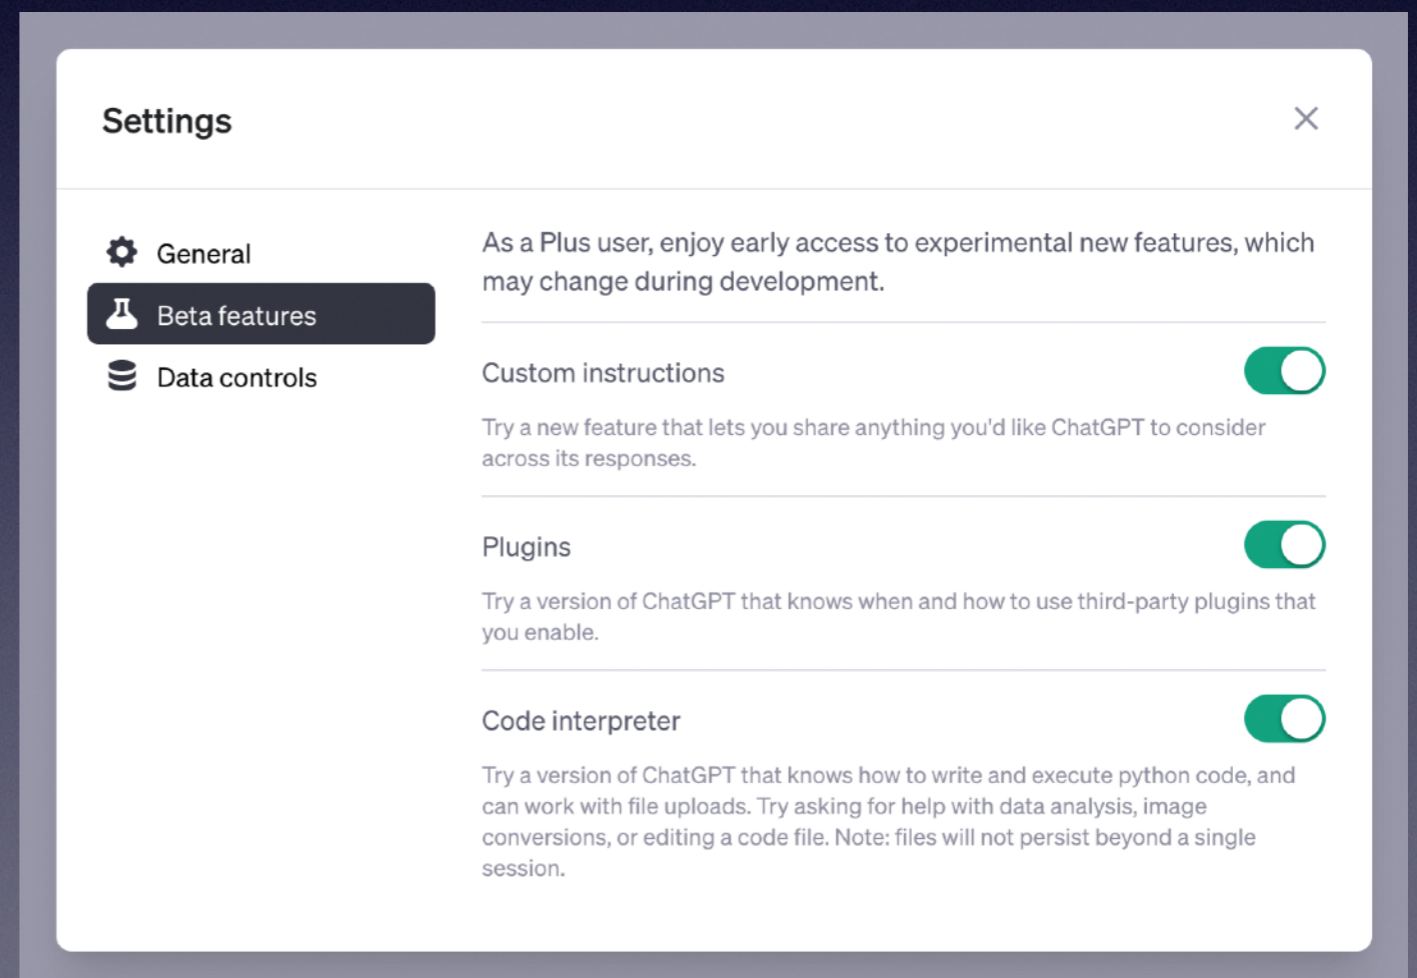 Settings
General
Beta features
Data controls
As a Plus user, enjoy early access to experimental new features, which
may change during development.
Custom instructions
Try a new feature that lets you share anything you'd like ChatGPT to consider
across its responses.
Plugins
Try a version of ChatGPT that knows when and how to use third-party plugins that
you enable.
Code interpreter
Try a version of ChatGPT that knows how to write and execute python code, and
can work with file uploads. Try asking for help with data analysis, image
conversions, or editing a code file. Note: files will not persist beyond a single
session.